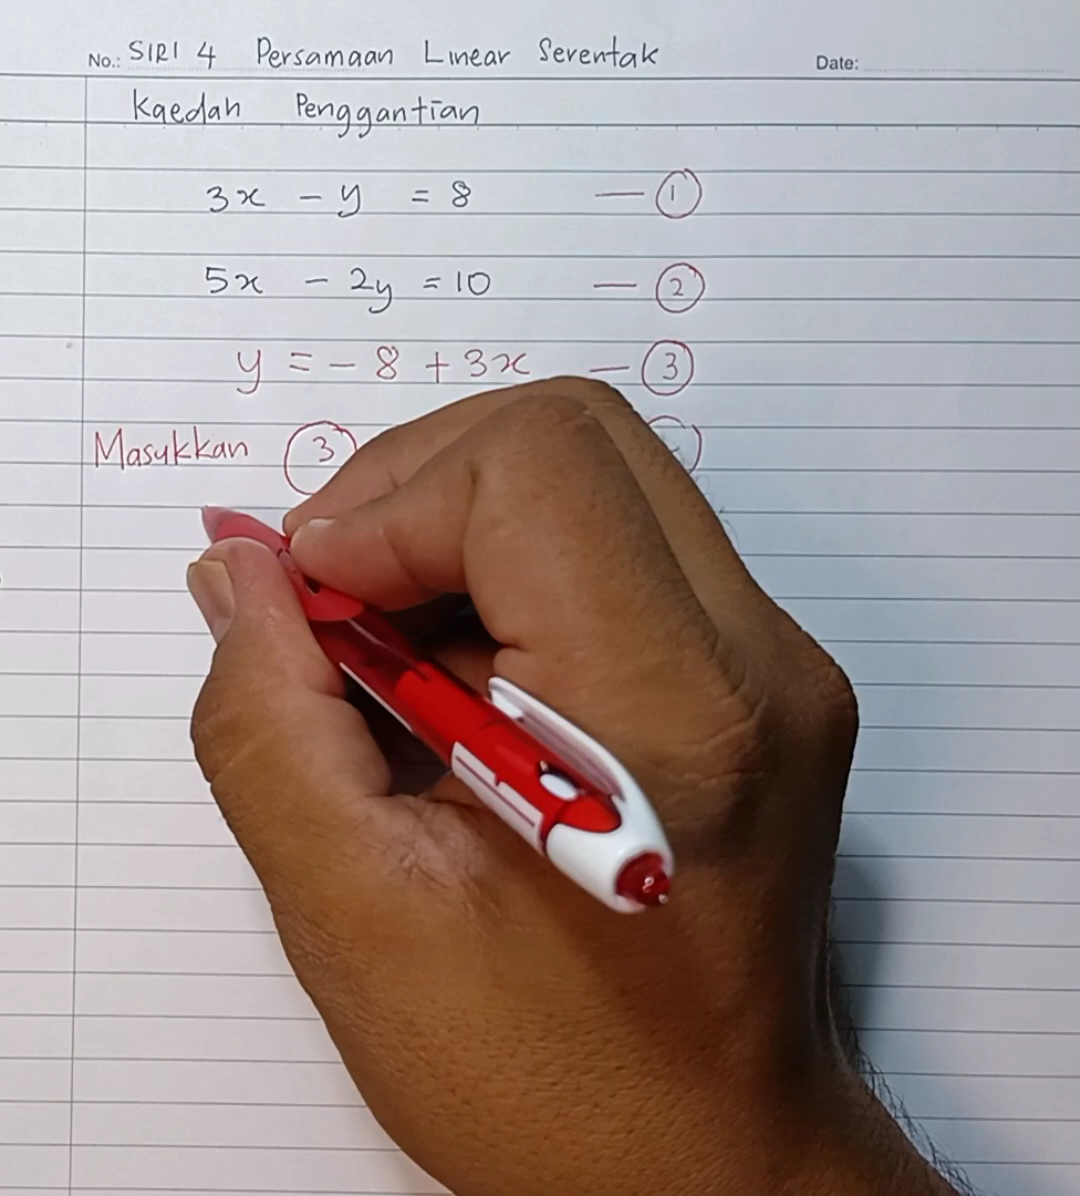 No.: SIRI 4 Persamaan Linear Serentak Date:
Kaedah Penggantian
3x - y = 8 — ①
5x - 2y = 10 — ②
y = - 8 + 3x — ③
Masukkan ③